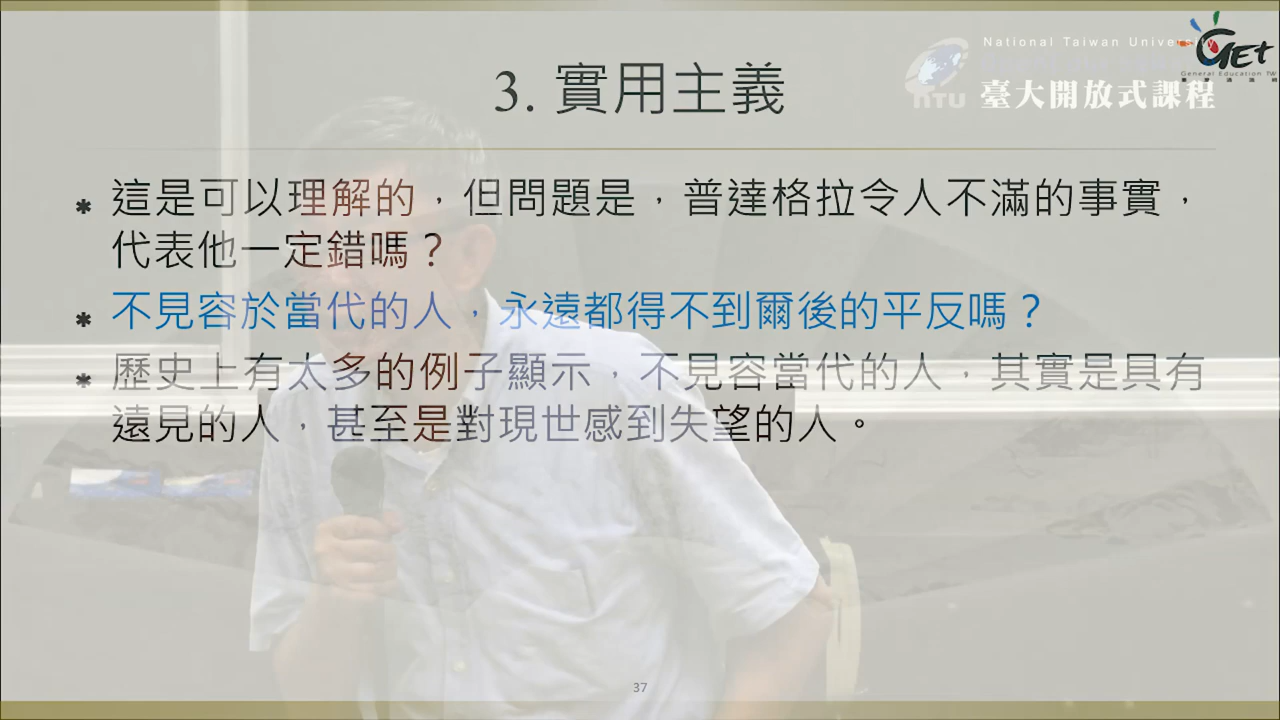 National Taiwan University
GET
General Education TW
NTU 臺大開放式課程
3. 實用主義
* 這是可以理解的，但問題是，普達格拉令人不滿的事實，
代表他一定錯嗎？
* 不見容於當代的人，永遠都得不到爾後的平反嗎？
* 歷史上有太多的例子顯示，不見容當代的人，其實是具有
遠見的人，甚至是對現世感到失望的人。
37